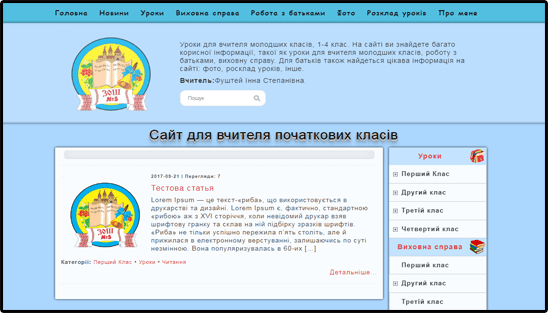 Головна Новини Уроки Виховна справа Робота з батьками Фото Розклад уроків Про мене
Уроки для вчителя молодших класів, 1-4 клас. На сайті ви знайдете багато
корисної інформації, такої як уроки для вчителя молодших класів, роботу з
батьками, виховну справу. Для батьків також найдеться цікава інформація на
сайті: фото, росклад уроків, інше.
Вчитель:Фуштей Інна Степанівна.
Пошук
ЗОШ
№5
Сайт для вчителя початкових класів
2017-05-21 | Перегляди: 7
Тестова статья
Lorem Ipsum — це текст-«риба», що використовується в
друкарстві та дизайні. Lorem Ipsum є, фактично, стандартною
«рибою» аж з XVI сторіччя, коли невідомий друкар взяв
шрифтову гранку та склав на ній підбірку зразків шрифтів.
«Риба» не тільки успішно пережила п'ять століть, але й
прижилася в електронному верстуванні, залишаючись по суті
незмінною. Вона популяризувалась в 60-их [...]
ЗОШ
№5
Категорії: Перший Клас • Уроки • Читання
Детальніше...
Уроки
Перший Клас
Другий клас
Третій клас
Четвертий клас
Виховна справа
Перший клас
Другий клас
Третій клас